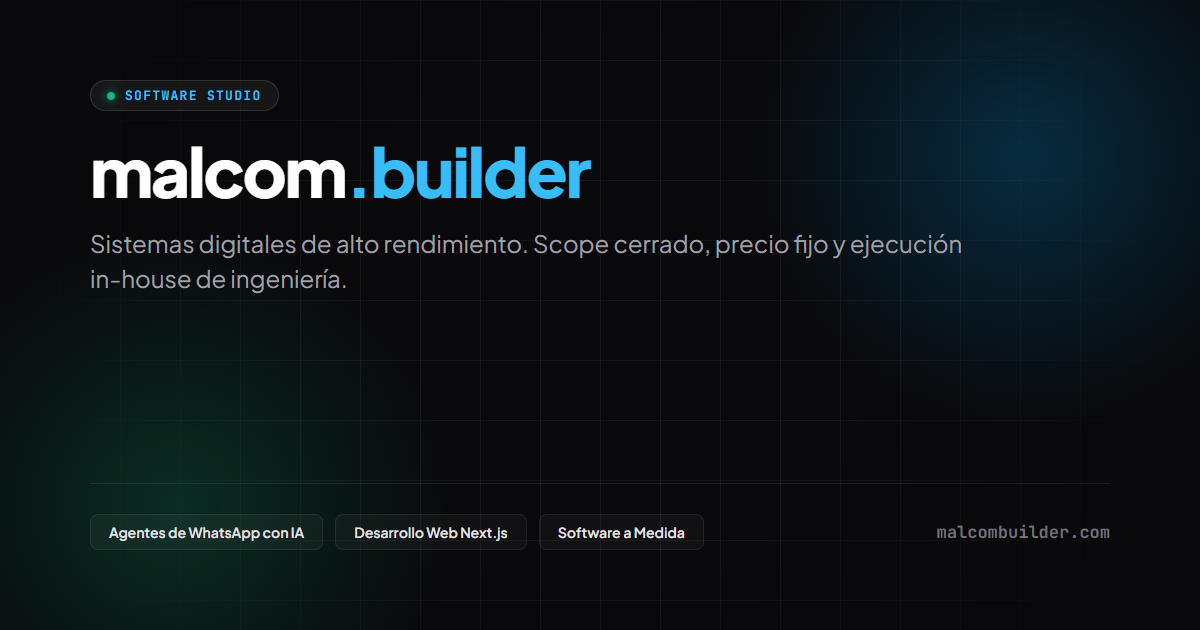 SOFTWARE STUDIO
malcom.builder
Sistemas digitales de alto rendimiento. Scope cerrado, precio fijo y ejecución
in-house de ingeniería.
Agentes de WhatsApp con IA
Desarrollo Web Next.js
Software a Medida
malcombuilder.com